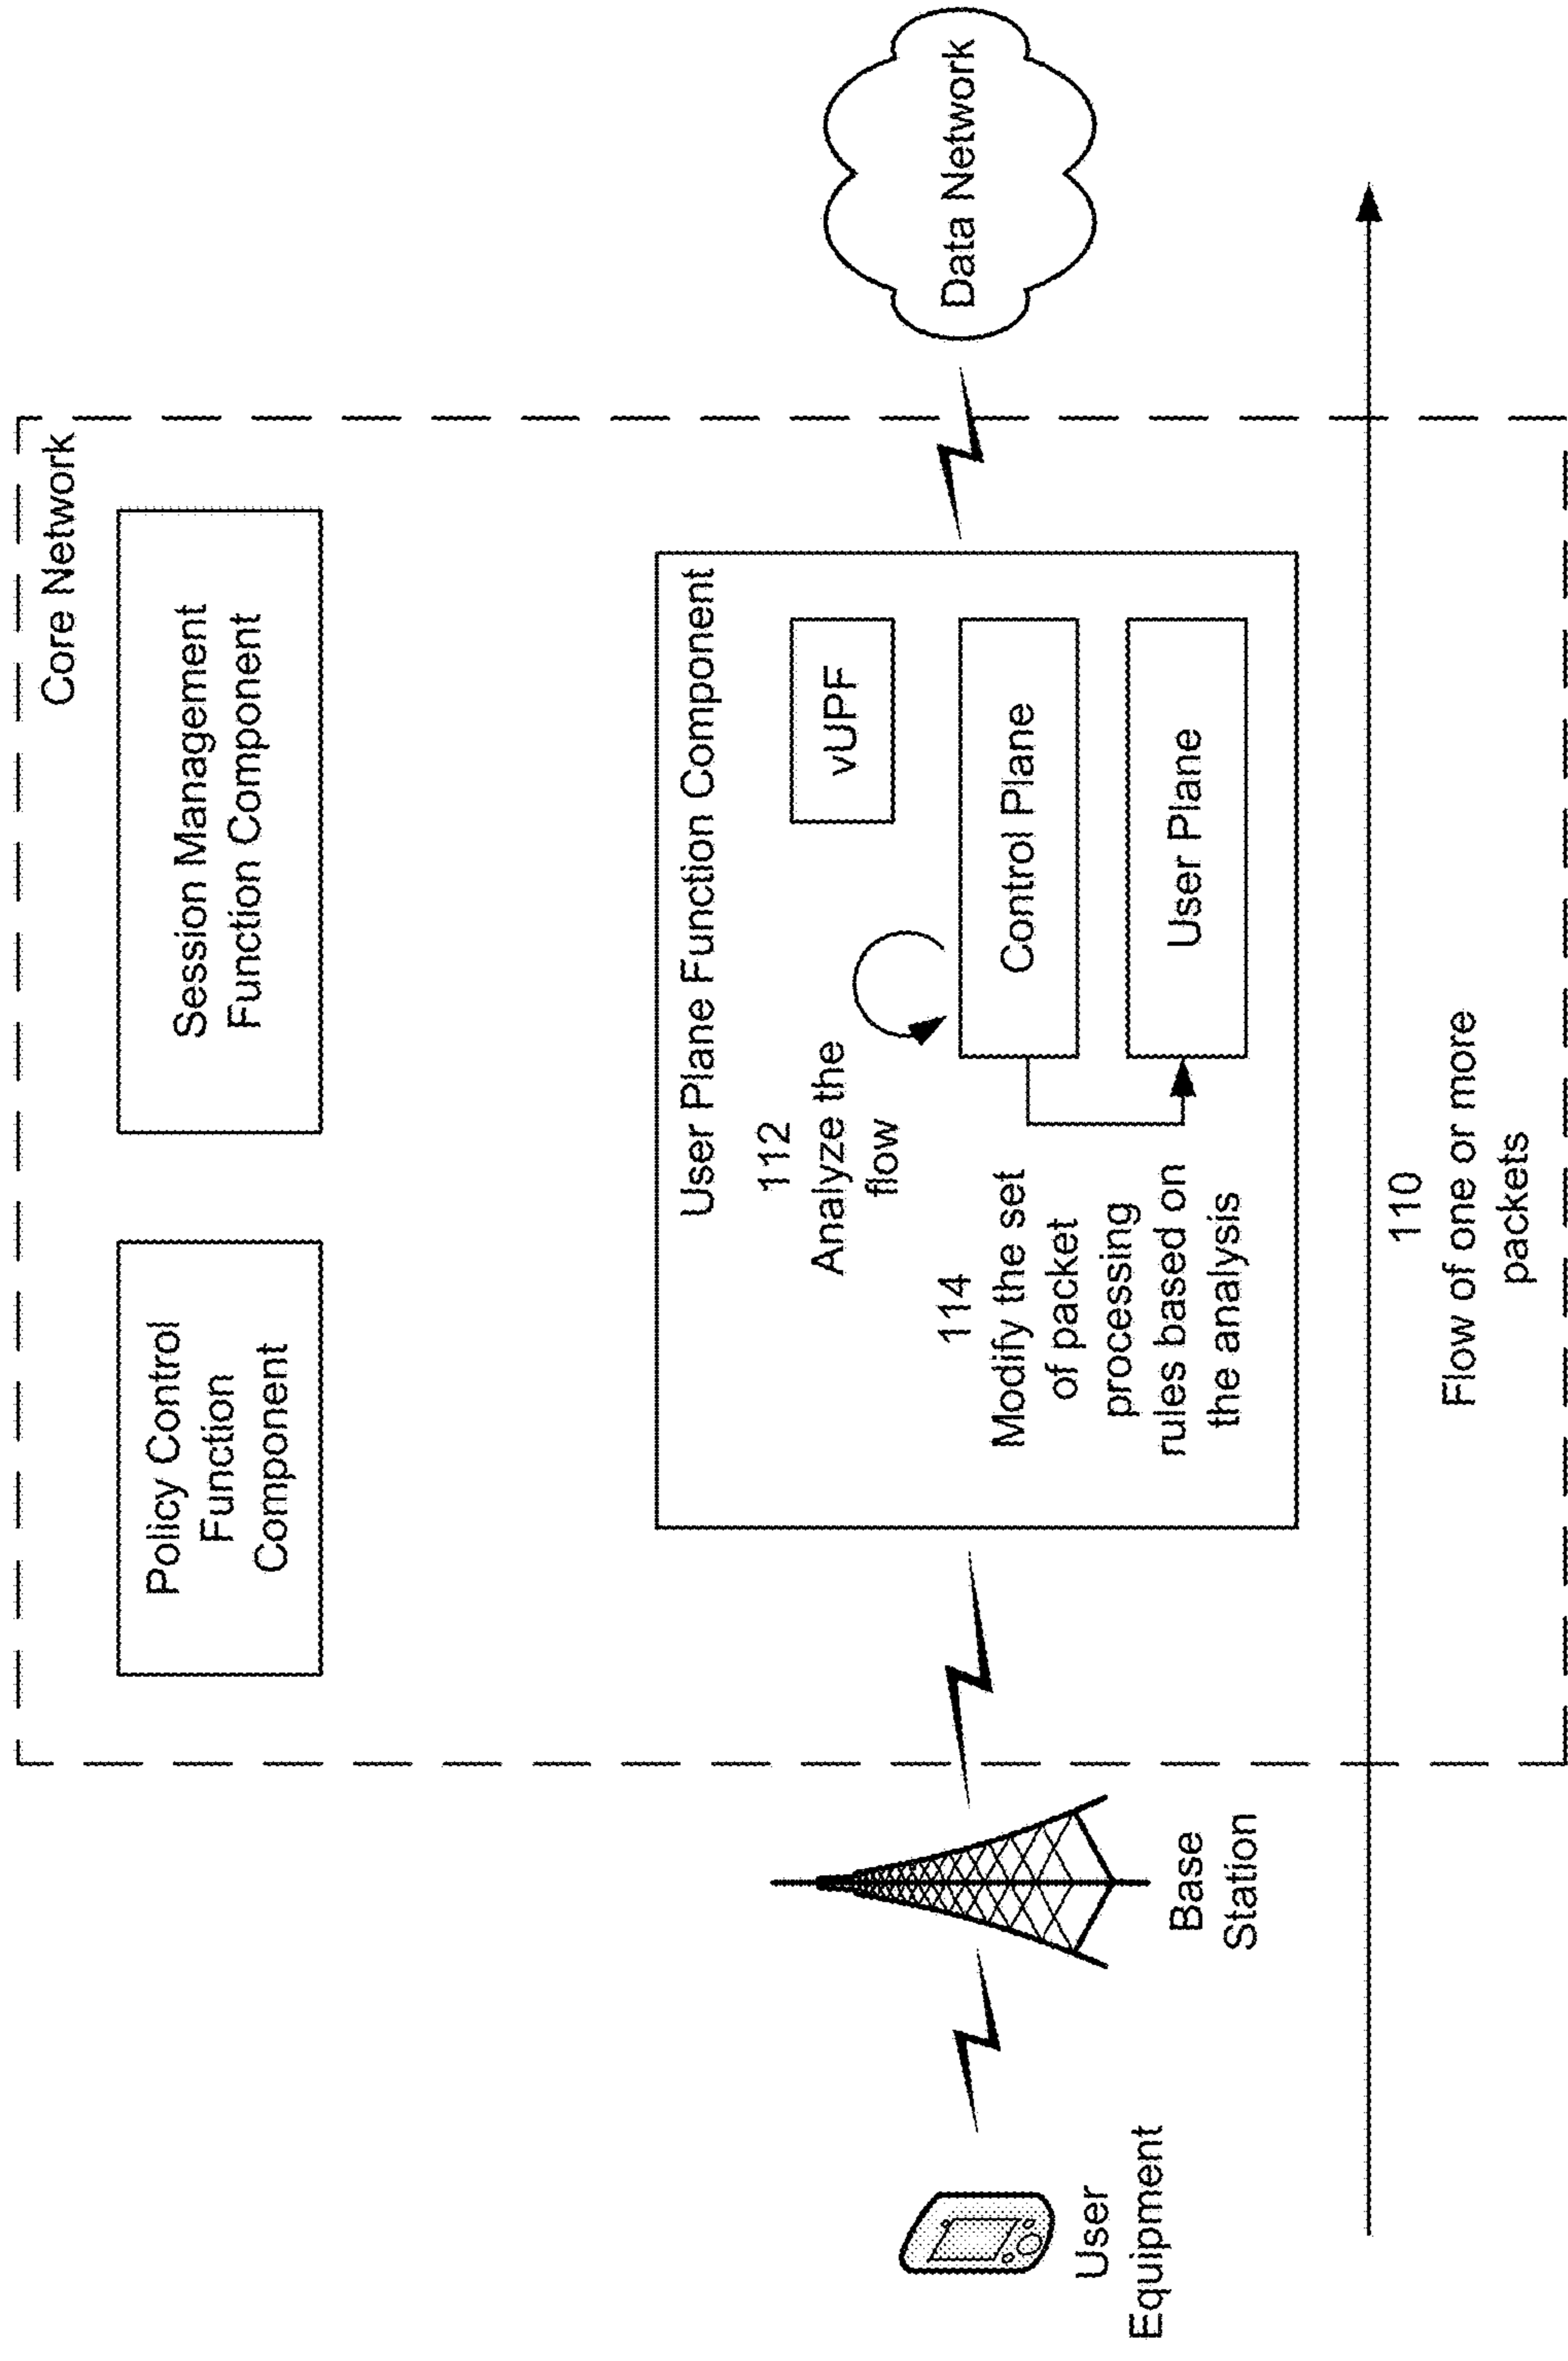 Core Network
Policy Control
Function
Component
Session Management
Function Component
User Plane Function Component
112
Analyze the
flow
vUPF
114
Modify the set
of packet
processing
rules based on
the analysis
Control Plane
User Plane
Data Network
User
Equipment
Base
Station
110
Flow of one or more
packets